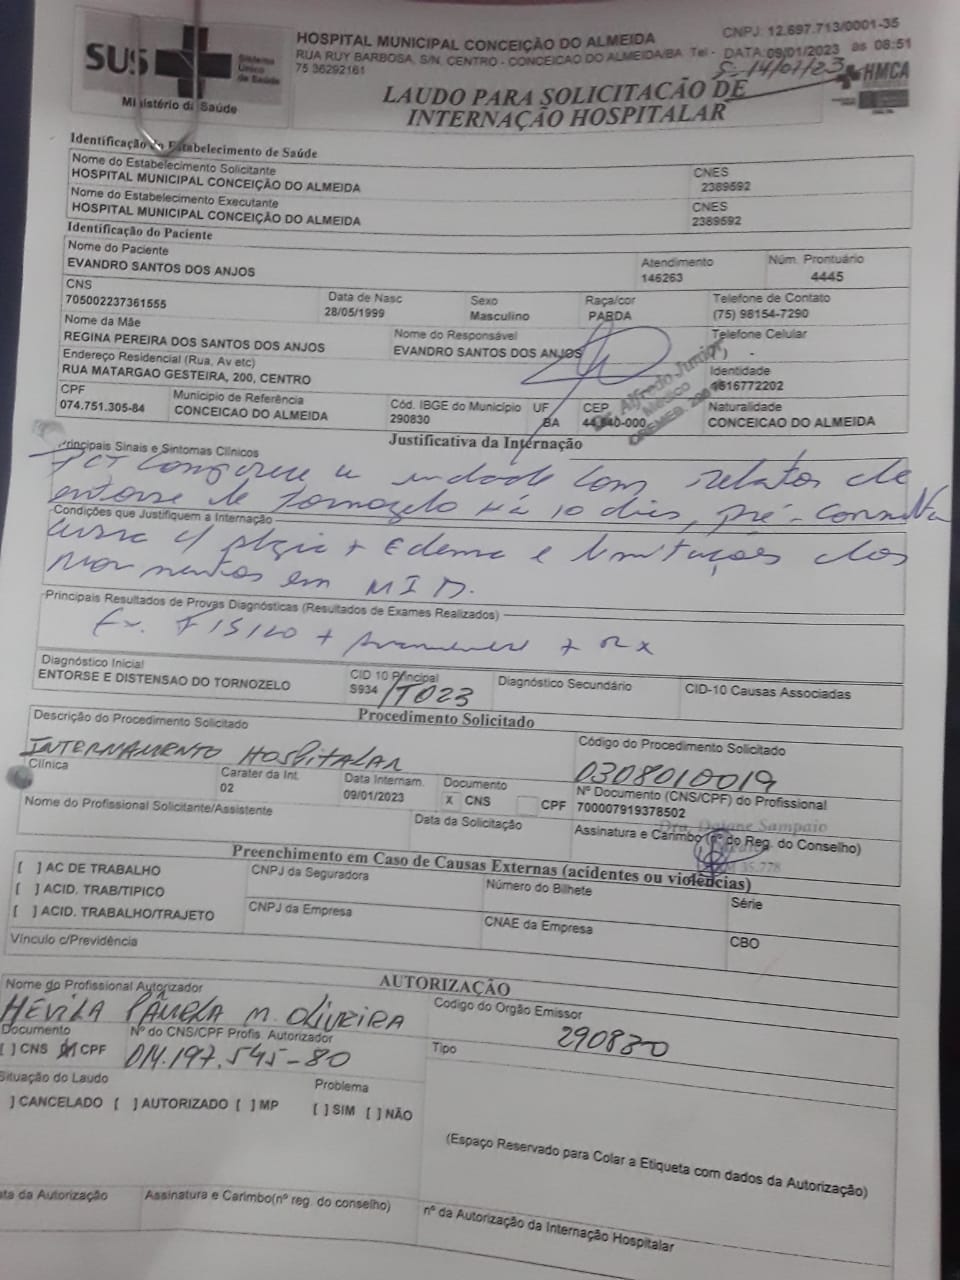 SUS
Sistema Único de Saúde
Ministério da Saúde
HOSPITAL MUNICIPAL CONCEIÇÃO DO ALMEIDA
CNPJ: 12.697.713/0001-35
RUA RUY BARBOSA, S/N, CENTRO - CONCEICAO DO ALMEIDA/BA Tel -
75 36292161
DATA:09/01/2023 às 08:51
S-14/01/23
HMCA
LAUDO PARA SOLICITACÃO DE
INTERNAÇÃO HOSPITALAR
Identificação do Estabelecimento de Saúde
Nome do Estabelecimento Solicitante
HOSPITAL MUNICIPAL CONCEIÇÃO DO ALMEIDA
CNES
2389592
Nome do Estabelecimento Executante
HOSPITAL MUNICIPAL CONCEIÇÃO DO ALMEIDA
CNES
2389592
Identificação do Paciente
Nome do Paciente
EVANDRO SANTOS DOS ANJOS
Atendimento
146263
Núm. Prontuário
4445
CNS
705002237361555
Data de Nasc
28/05/1999
Sexo
Masculino
Raça/cor
PARDA
Telefone de Contato
(75) 98154-7290
Nome da Mãe
REGINA PEREIRA DOS SANTOS DOS ANJOS
Nome do Responsável
EVANDRO SANTOS DOS ANJOS
Telefone Celular
) -
Endereço Residencial (Rua, Av etc)
RUA MATARGAO GESTEIRA, 200, CENTRO
Identidade
1616772202
CPF
074.751.305-84
Município de Referência
CONCEICAO DO ALMEIDA
Cód. IBGE do Município
290830
UF
BA
CEP
44.540-000
Naturalidade
CONCEICAO DO ALMEIDA
Dr. Alfredo Junior
Médico
CREMEB
Justificativa da Internação
Principais Sinais e Sintomas Clínicos
Pct comparece a unidade com relatos de
entorse de tornozelo há 10 dias, pré-consulta
Condições que Justifiquem a Internação
cursa c/ algia + Edema e limitações dos
movimentos em MID.
Principais Resultados de Provas Diagnósticas (Resultados de Exames Realizados)
Ex. FISICO + Anamnese + RX
Diagnóstico Inicial
ENTORSE E DISTENSAO DO TORNOZELO
CID 10 Principal
S934 /T023
Diagnóstico Secundário
CID-10 Causas Associadas
Procedimento Solicitado
Descrição do Procedimento Solicitado
INTERNAMENTO HOSPITALAR
Código do Procedimento Solicitado
0308010019
Clínica
Carater da Int.
02
Data Internam.
09/01/2023
Documento
X CNS CPF
Nº Documento (CNS/CPF) do Profissional
700007919378502
Nome do Profissional Solicitante/Assistente
Data da Solicitação
Assinatura e Carimbo (nº do Reg. do Conselho)
Dra. Daiane Sampaio
35.778
Preenchimento em Caso de Causas Externas (acidentes ou violências)
[ ] AC DE TRABALHO
[ ] ACID. TRAB/TIPICO
[ ] ACID. TRABALHO/TRAJETO
CNPJ da Seguradora
Número do Bilhete
Série
CNPJ da Empresa
CNAE da Empresa
CBO
Vínculo c/Previdência
AUTORIZAÇÃO
Nome do Profissional Autorizador
HÉVILA PÂMELA M. OLIVEIRA
Codigo do Orgão Emissor
290830
Documento
[ ] CNS [X] CPF
Nº do CNS/CPF Profis. Autorizador
014.197.545-80
Tipo
Situação do Laudo
] CANCELADO [ ] AUTORIZADO [ ] MP
Problema
[ ] SIM [ ] NÃO
(Espaço Reservado para Colar a Etiqueta com dados da Autorização)
ata da Autorização
Assinatura e Carimbo(nº reg. do conselho)
nº da Autorização da Internação Hospitalar